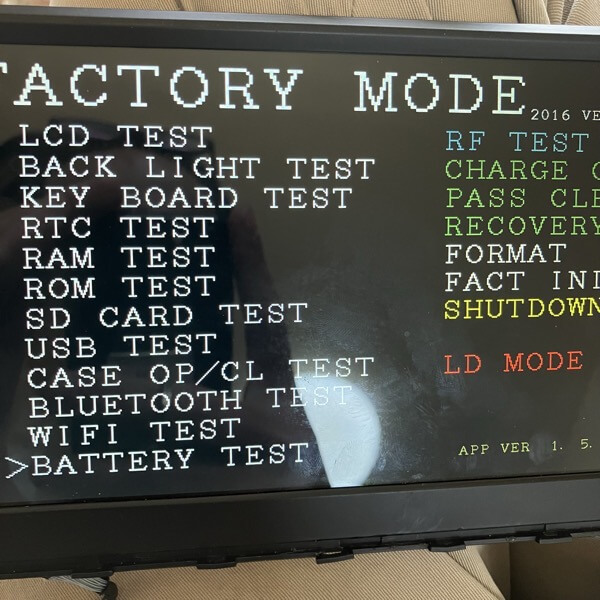 FACTORY MODE
2016 VE
LCD TEST
BACK LIGHT TEST
KEY BOARD TEST
RTC TEST
RAM TEST
ROM TEST
SD CARD TEST
USB TEST
CASE OP/CL TEST
BLUETOOTH TEST
WIFI TEST
>BATTERY TEST
RF TEST
CHARGE
PASS CLE
RECOVERY
FORMAT
FACT INI
SHUTDOWN
LD MODE
APP VER 1. 5.